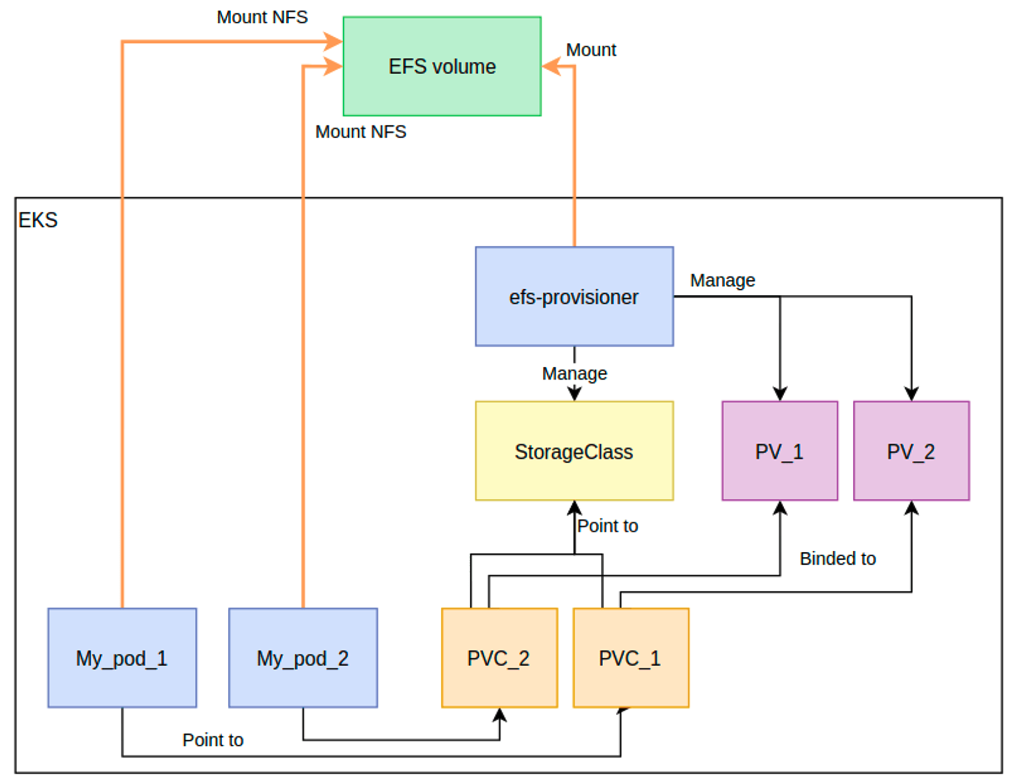 Mount NFS
EFS volume
Mount
Mount NFS
EKS
efs-provisioner
Manage
Manage
StorageClass
PV_1
PV_2
Point to
Binded to
My_pod_1
My_pod_2
PVC_2
PVC_1
Point to